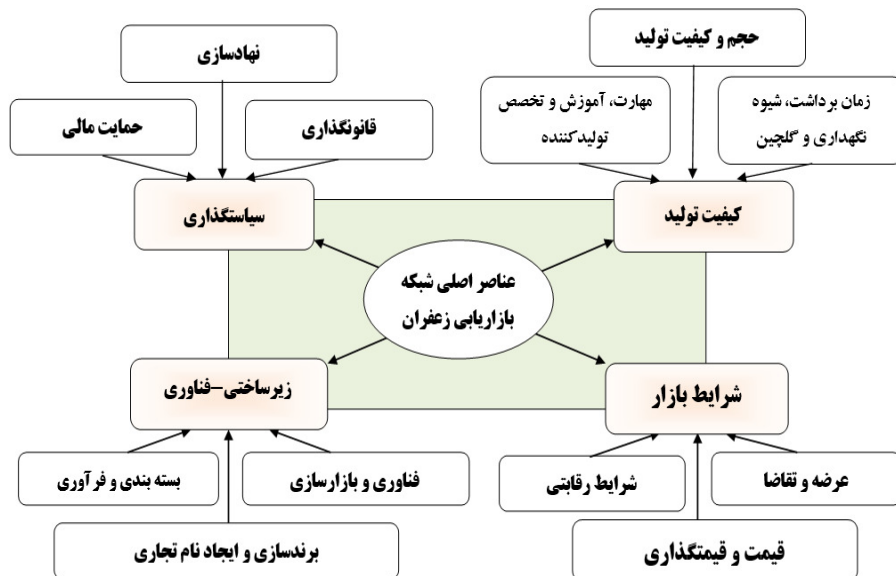 حجم و کیفیت تولید
نهادسازی
زمان برداشت، شیوه
نگهداری و گلچین
مهارت، آموزش و تخصص
تولیدکننده
قانونگذاری
حمایت مالی
کیفیت تولید
سیاستگذاری
عناصر اصلی شبکه
بازاریابی زعفران
شرایط بازار
زیرساختی-فناوری
عرضه و تقاضا
شرایط رقابتی
فناوری و بازارسازی
بسته بندی و فرآوری
قیمت و قیمتگذاری
برندسازی و ایجاد نام تجاری